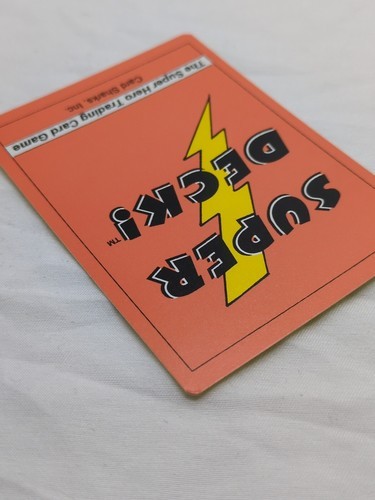 SUPER
DECK!™
The Super Hero Trading Card Game
Card Sharks, Inc.